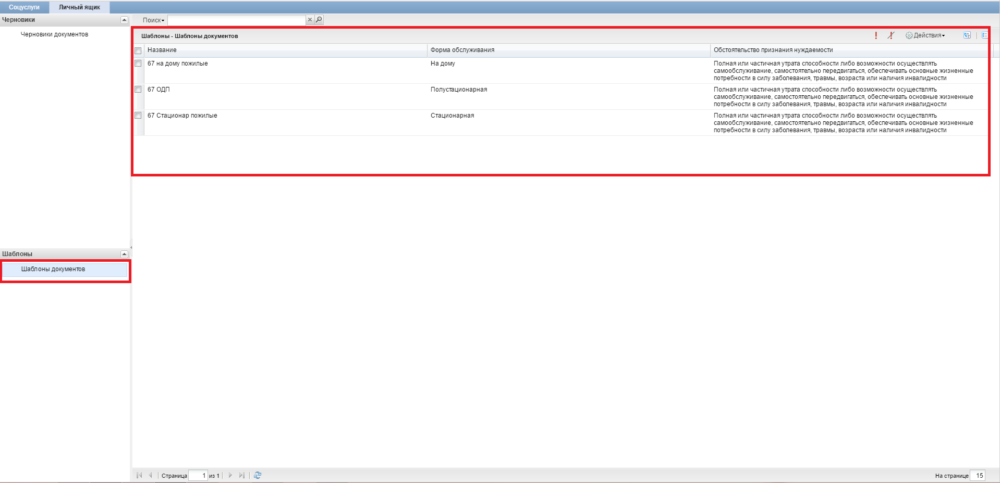 Соцуслуги
Личный ящик
Черновики
Поиск
Черновики документов
Шаблоны - Шаблоны документов
Действия
Название
Форма обслуживания
Обстоятельство признания нуждаемости
67 на дому пожилые
На дому
Полная или частичная утрата способности либо возможности осуществлять
самообслуживание, самостоятельно передвигаться, обеспечивать основные жизненные
потребности в силу заболевания, травмы, возраста или наличия инвалидности
67 ОДП
Полустационарная
Полная или частичная утрата способности либо возможности осуществлять
самообслуживание, самостоятельно передвигаться, обеспечивать основные жизненные
потребности в силу заболевания, травмы, возраста или наличия инвалидности
67 Стационар пожилые
Стационарная
Полная или частичная утрата способности либо возможности осуществлять
самообслуживание, самостоятельно передвигаться, обеспечивать основные жизненные
потребности в силу заболевания, травмы, возраста или наличия инвалидности
Шаблоны
Шаблоны документов
Страница 1 из 1
На странице 15